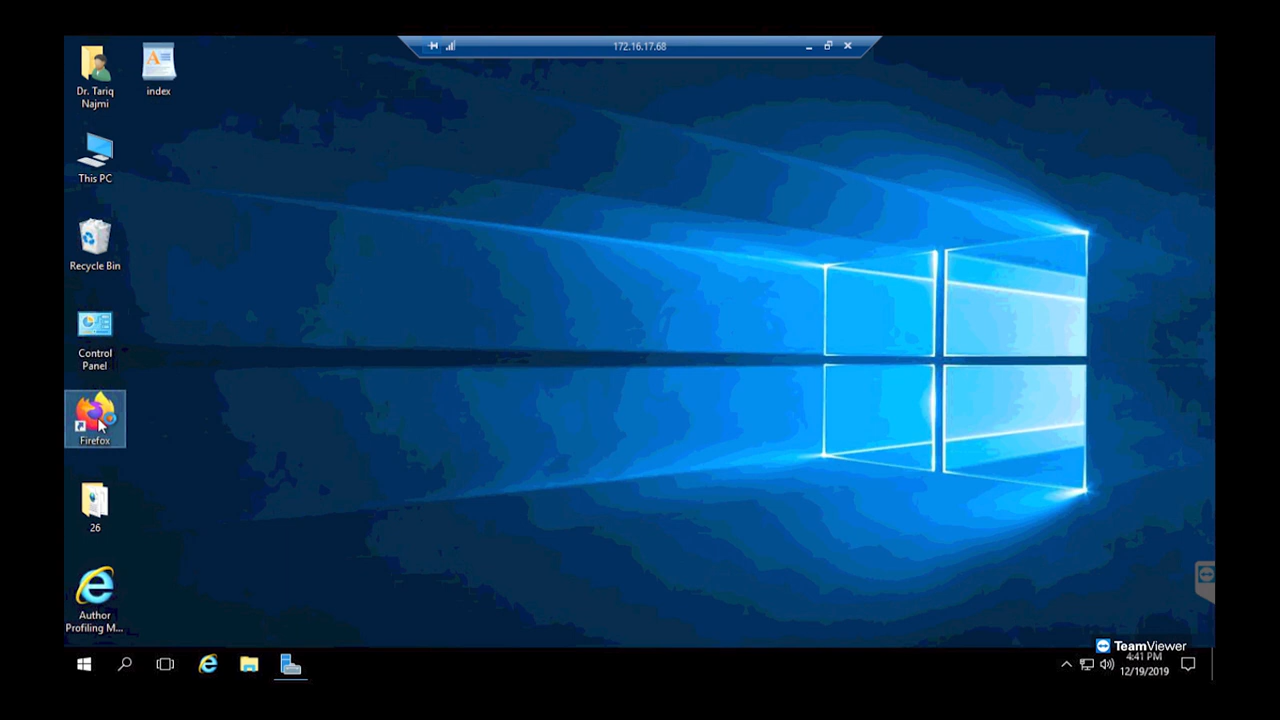 172.16.17.68
Dr. Tariq
Najmi
index
This PC
Recycle Bin
Control
Panel
Firefox
26
Author
Profiling M...
TeamViewer
4:41 PM
12/19/2019